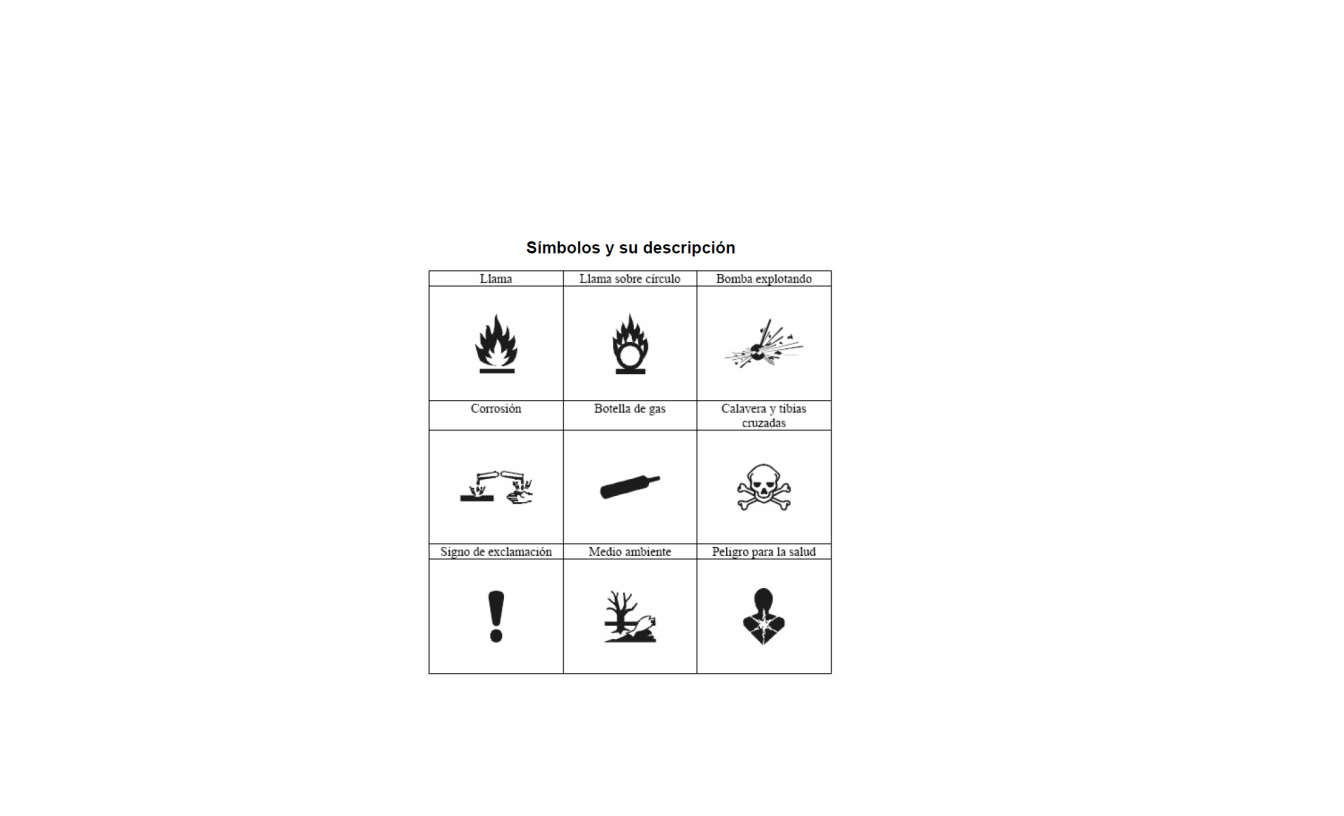 Símbolos y su descripción
Llama
Llama sobre círculo
Bomba explotando
Corrosión
Botella de gas
Calavera y tibias
cruzadas
Signo de exclamación
Medio ambiente
Peligro para la salud